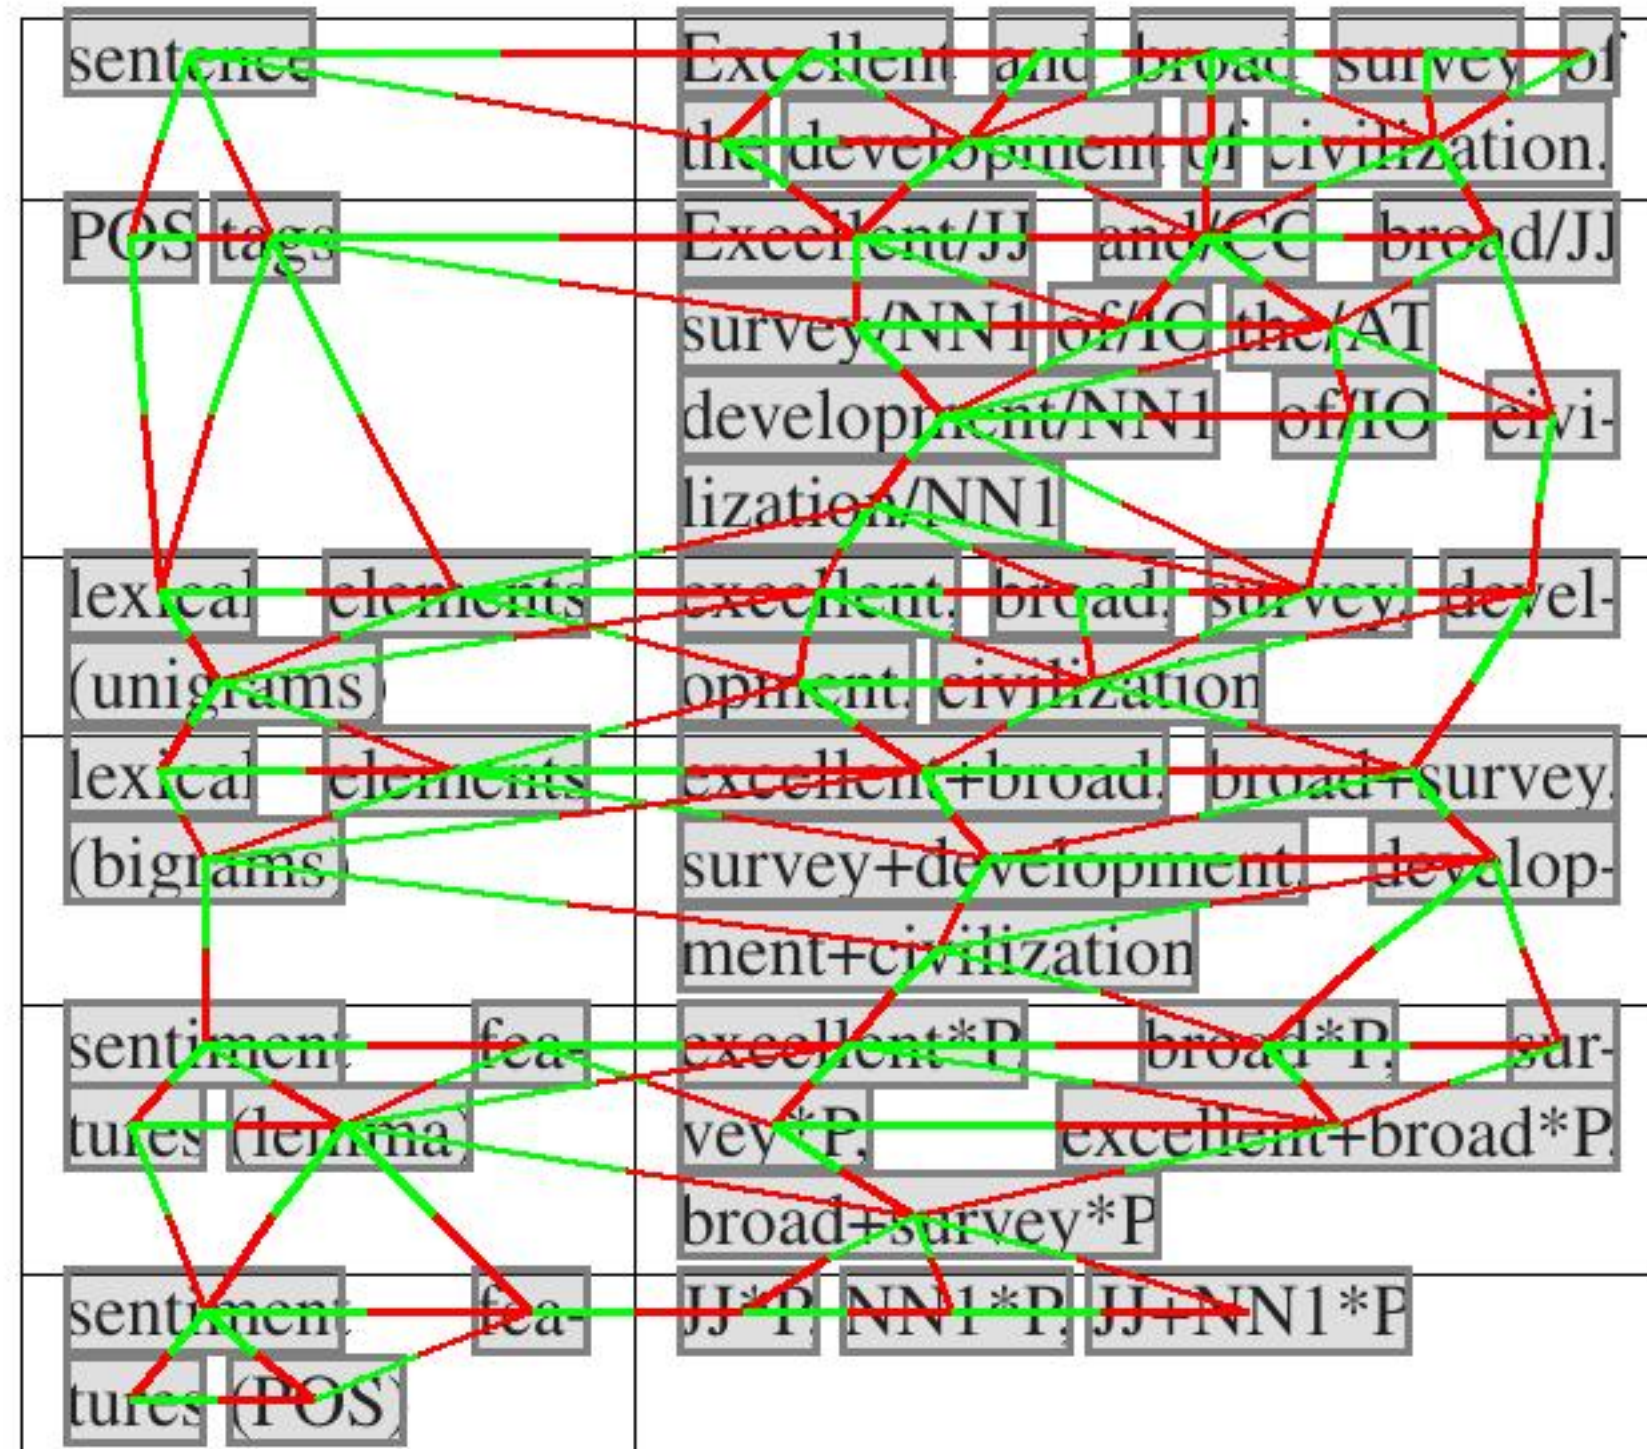 sentence
Excellent and broad survey of
the development of civilization.
POS tags
Excellent/JJ and/CC broad/JJ
survey/NN1 of/IO the/AT
development/NN1 of/IO civi-
lization/NN1
lexical elements
(unigrams)
excellent, broad, survey, devel-
opment, civilization
lexical elements
(bigrams)
excellent+broad, broad+survey,
survey+development, develop-
ment+civilization
sentiment fea-
tures (lemma)
excellent*P, broad*P, sur-
vey*P, excellent+broad*P,
broad+survey*P
sentiment fea-
tures (POS)
JJ*P, NN1*P, JJ+NN1*P